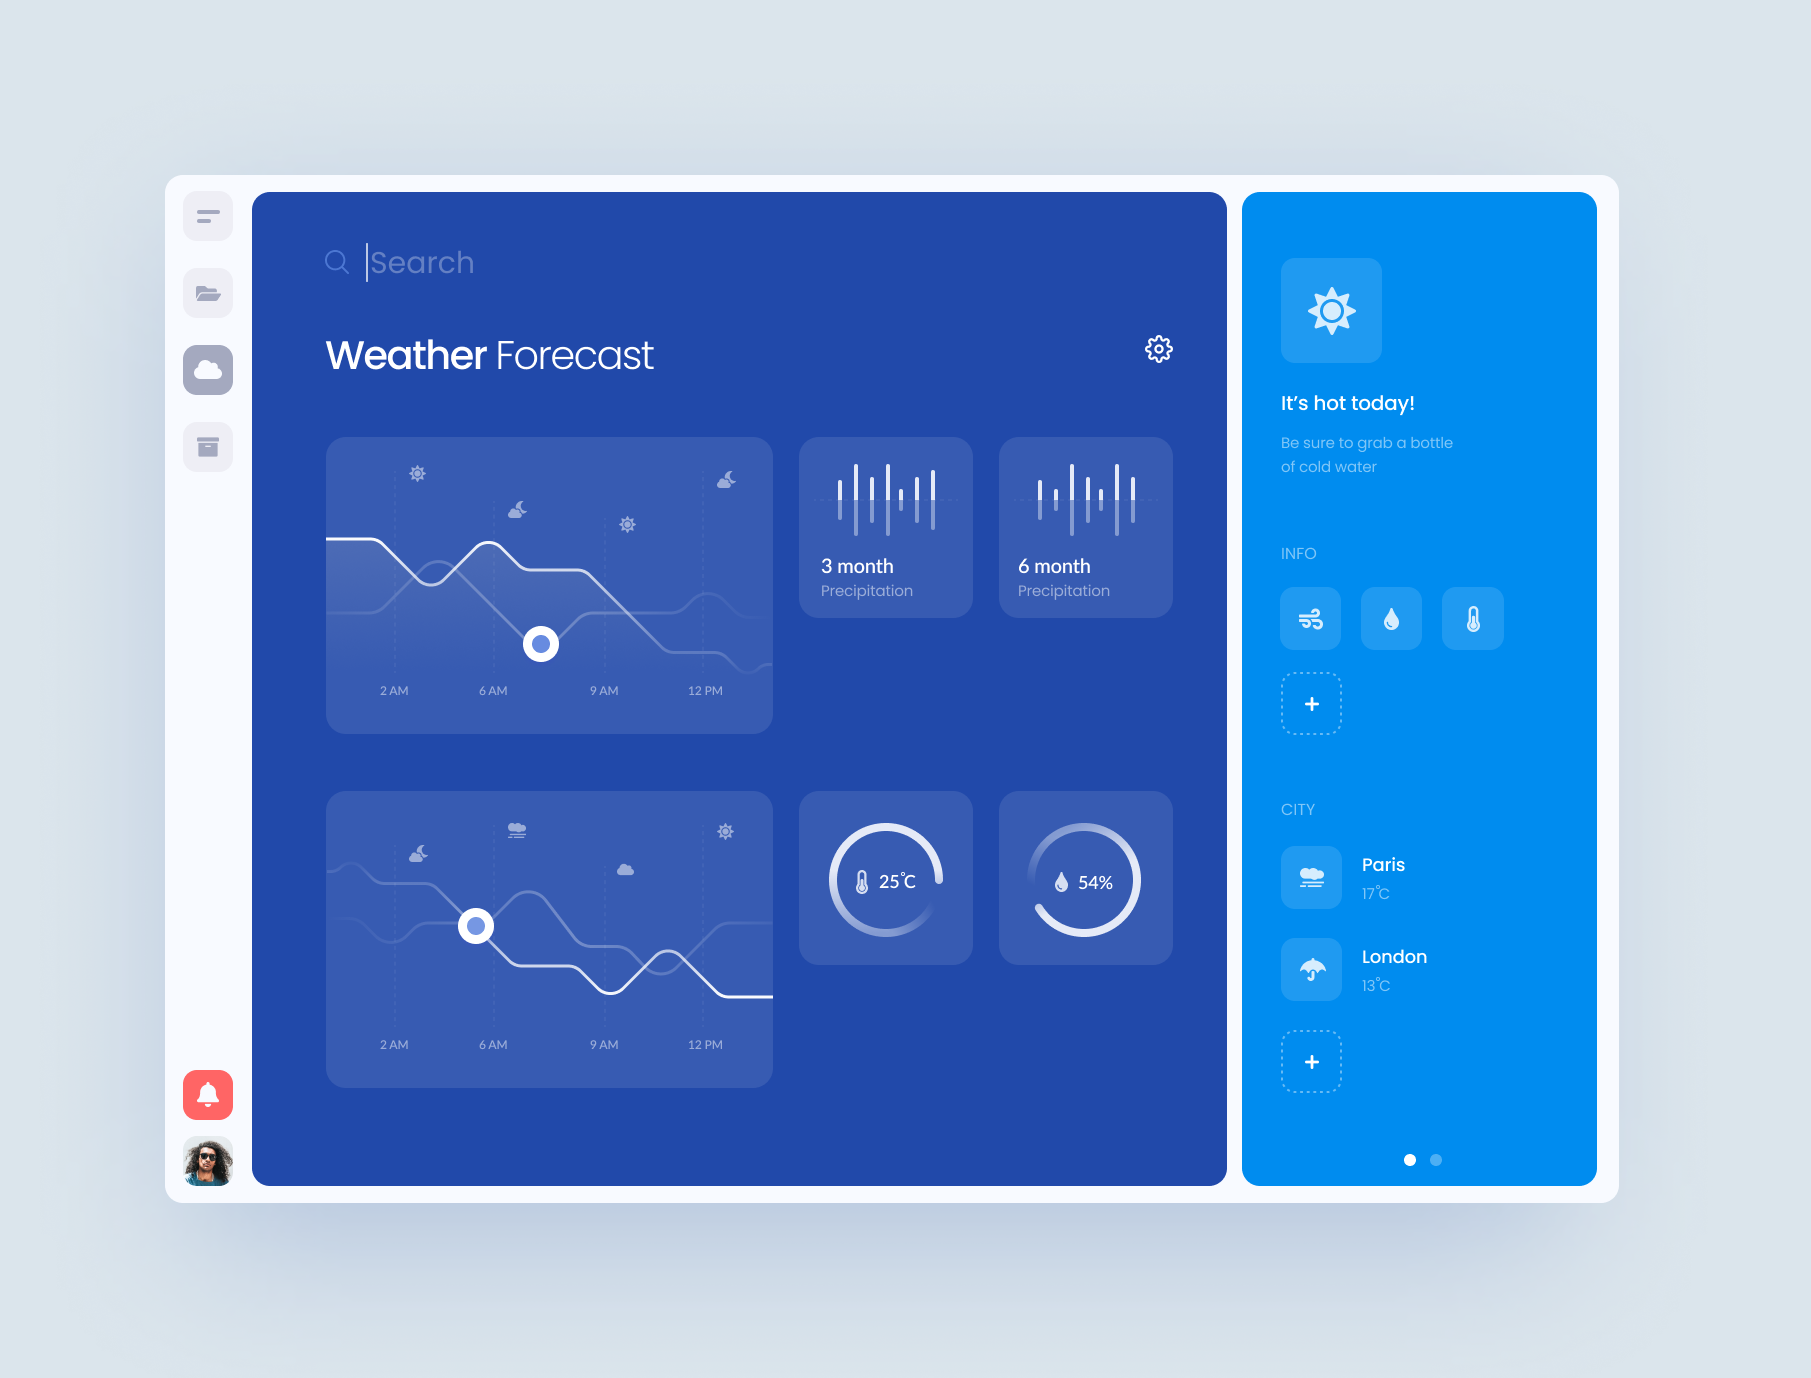 Search
Weather Forecast
2 AM 6 AM 9 AM 12 PM
3 month
Precipitation
6 month
Precipitation
2 AM 6 AM 9 AM 12 PM
25°C
54%
It's hot today!
Be sure to grab a bottle
of cold water
INFO
+
CITY
Paris
17°C
London
13°C
+